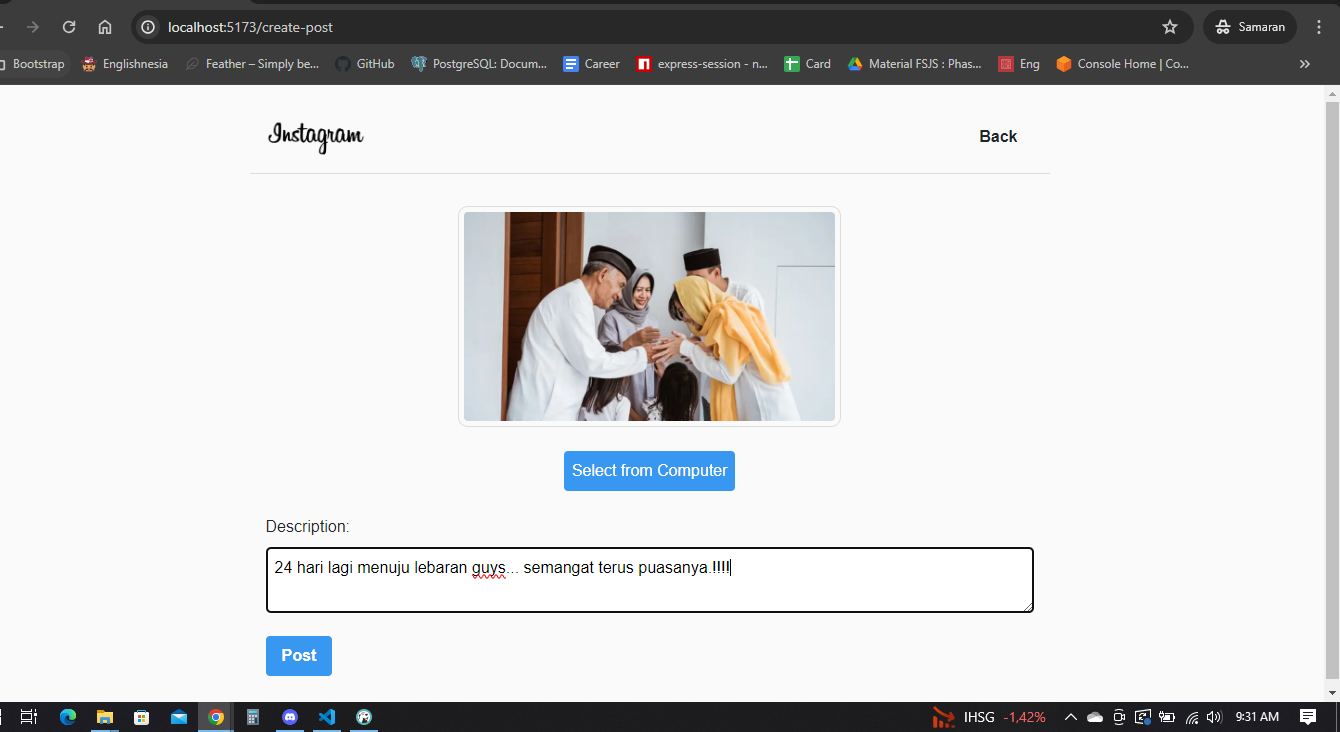 localhost:5173/create-post
Samaran
Bootstrap
Englishnesia
Feather – Simply be...
GitHub
PostgreSQL: Docum...
Career
express-session - n...
Card
Material FSJS : Phas...
Eng
Console Home | Co...
Instagram
Back
Select from Computer
Description:
24 hari lagi menuju lebaran guys... semangat terus puasanya.!!!!
Post
IHSG -1,42%
9:31 AM